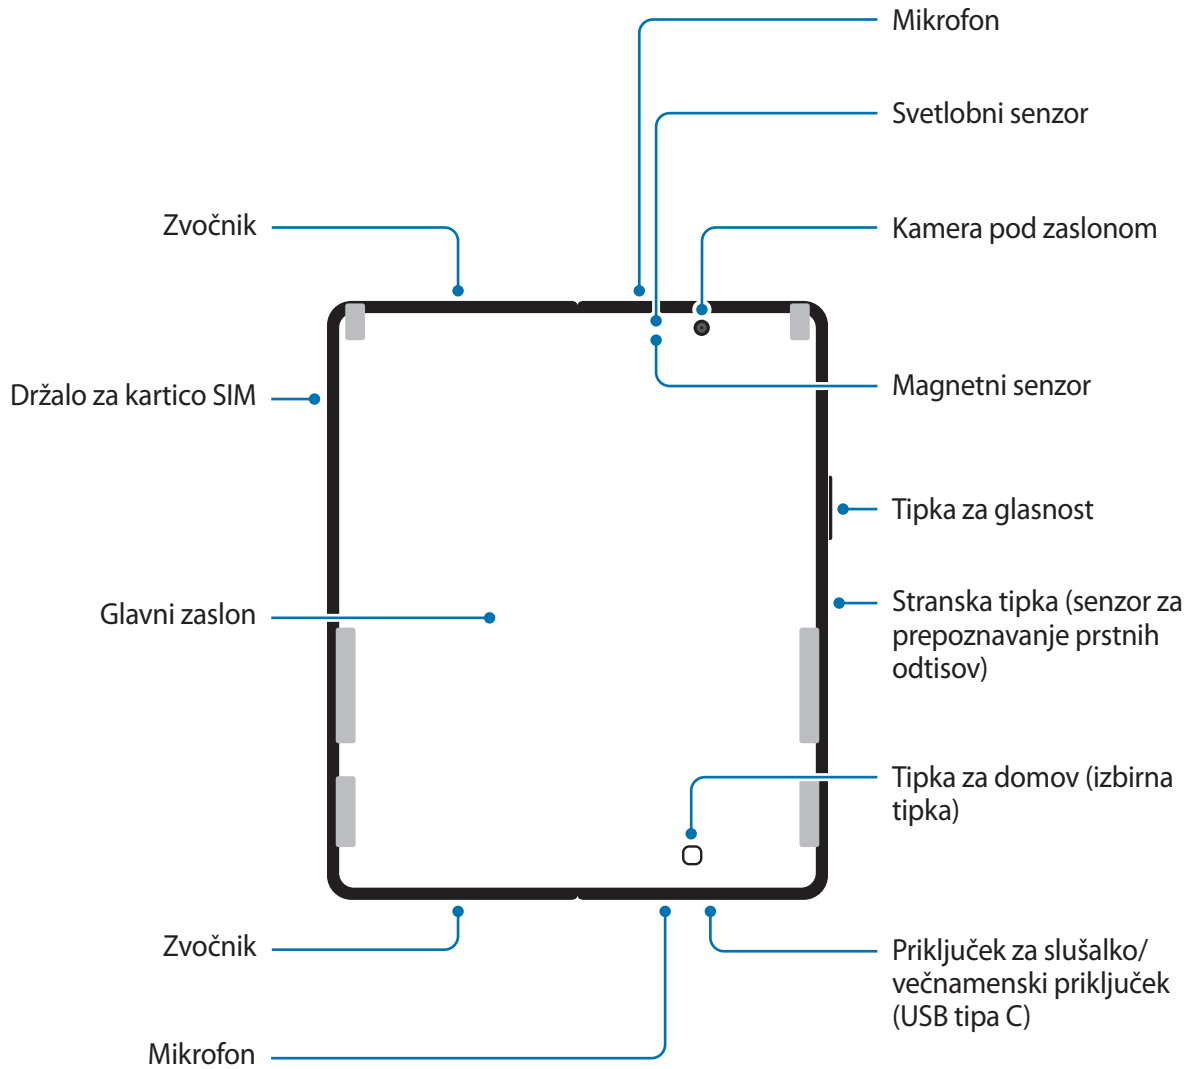 Mikrofon
Svetlobni senzor
Zvočnik
Kamera pod zaslonom
Držalo za kartico SIM
Magnetni senzor
Tipka za glasnost
Glavni zaslon
Stranska tipka (senzor za
prepoznavanje prstnih
odtisov)
Tipka za domov (izbirna
tipka)
Zvočnik
Priključek za slušalko/
večnamenski priključek
(USB tipa C)
Mikrofon